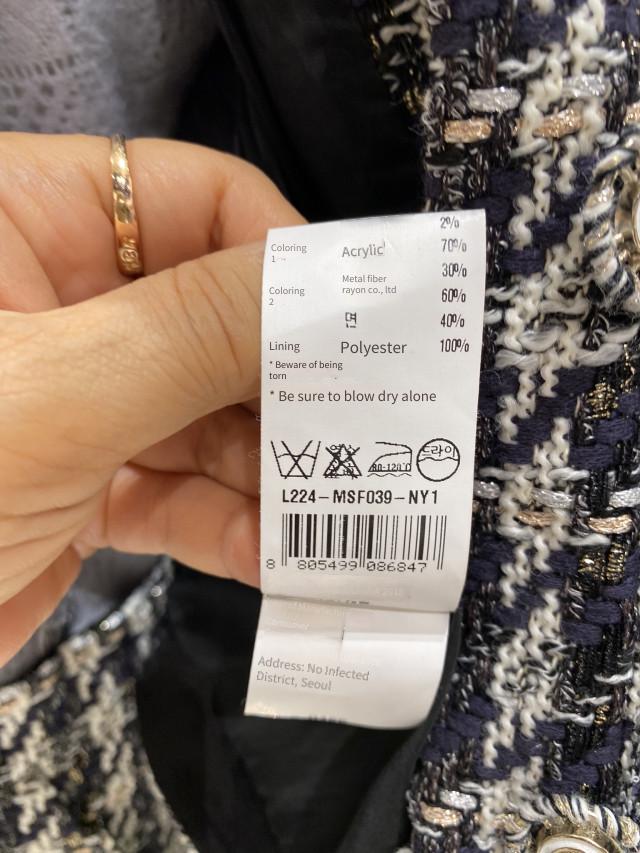 2%
Coloring 1 Acrylic 70%
Metal fiber 30%
Coloring 2 rayon co., ltd 60%
면 40%
Lining Polyester 100%
* Beware of being
torn
* Be sure to blow dry alone
80-120℃ 드라이
L224-MSF039-NY1
8 805499 086847
Address: No Infected
District, Seoul